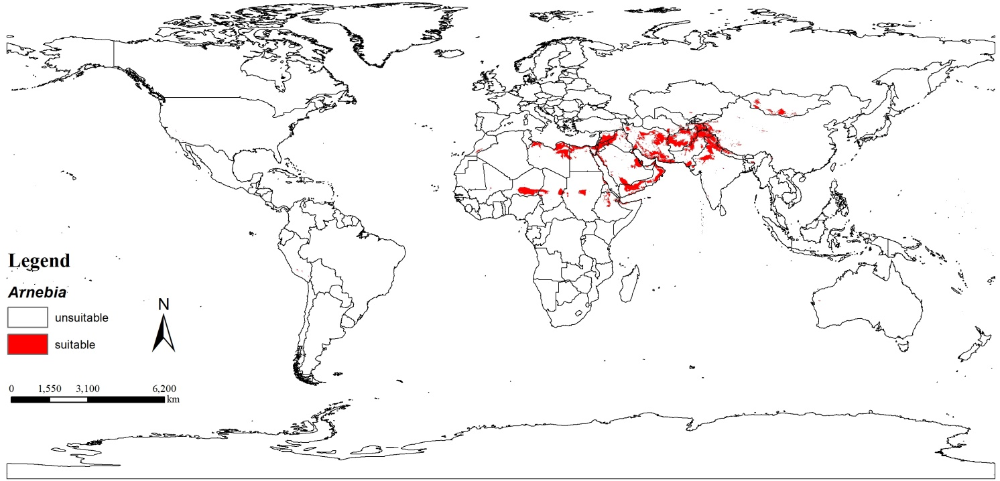 Legend
Arnebia
N
unsuitable
suitable
0 1,550 3,100 6,200
km